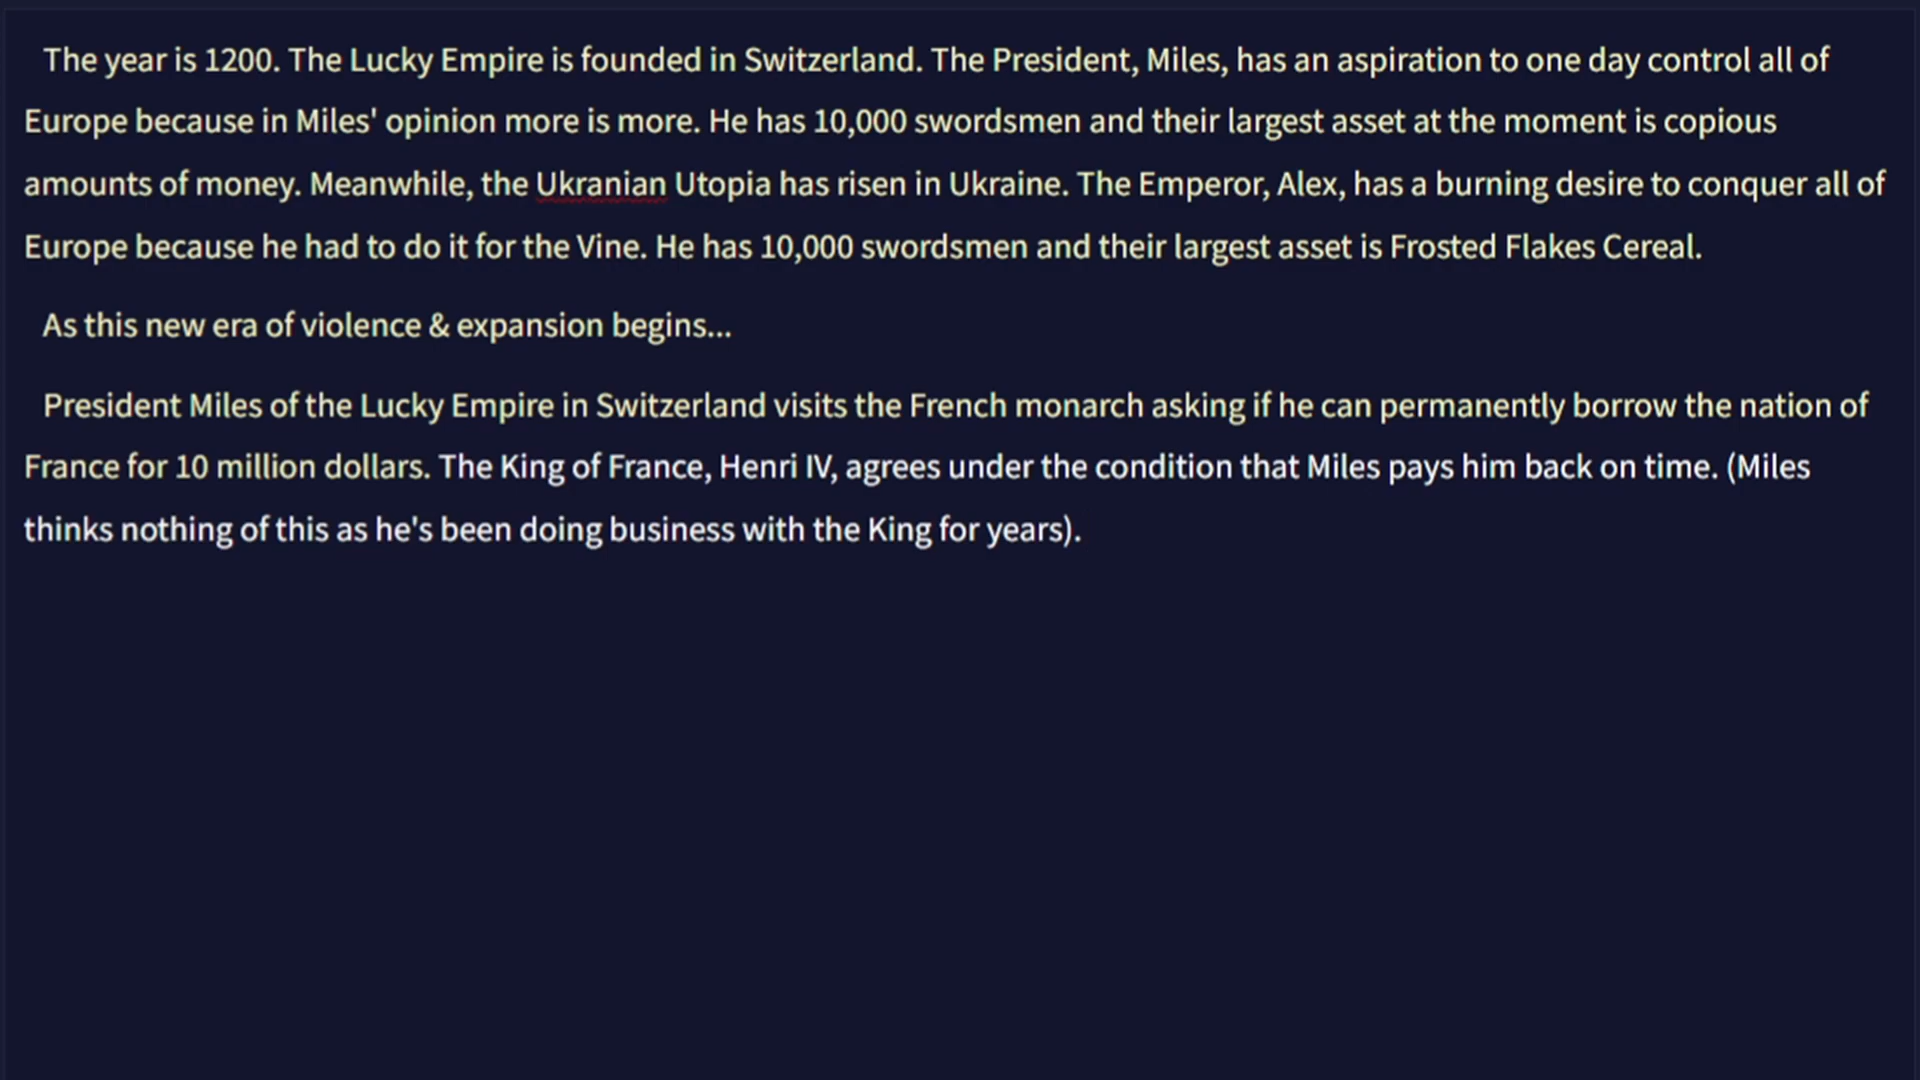 The year is 1200. The Lucky Empire is founded in Switzerland. The President, Miles, has an aspiration to one day control all of
Europe because in Miles' opinion more is more. He has 10,000 swordsmen and their largest asset at the moment is copious
amounts of money. Meanwhile, the Ukranian Utopia has risen in Ukraine. The Emperor, Alex, has a burning desire to conquer all of
Europe because he had to do it for the Vine. He has 10,000 swordsmen and their largest asset is Frosted Flakes Cereal.
As this new era of violence & expansion begins...
President Miles of the Lucky Empire in Switzerland visits the French monarch asking if he can permanently borrow the nation of
France for 10 million dollars. The King of France, Henri IV, agrees under the condition that Miles pays him back on time. (Miles
thinks nothing of this as he's been doing business with the King for years).